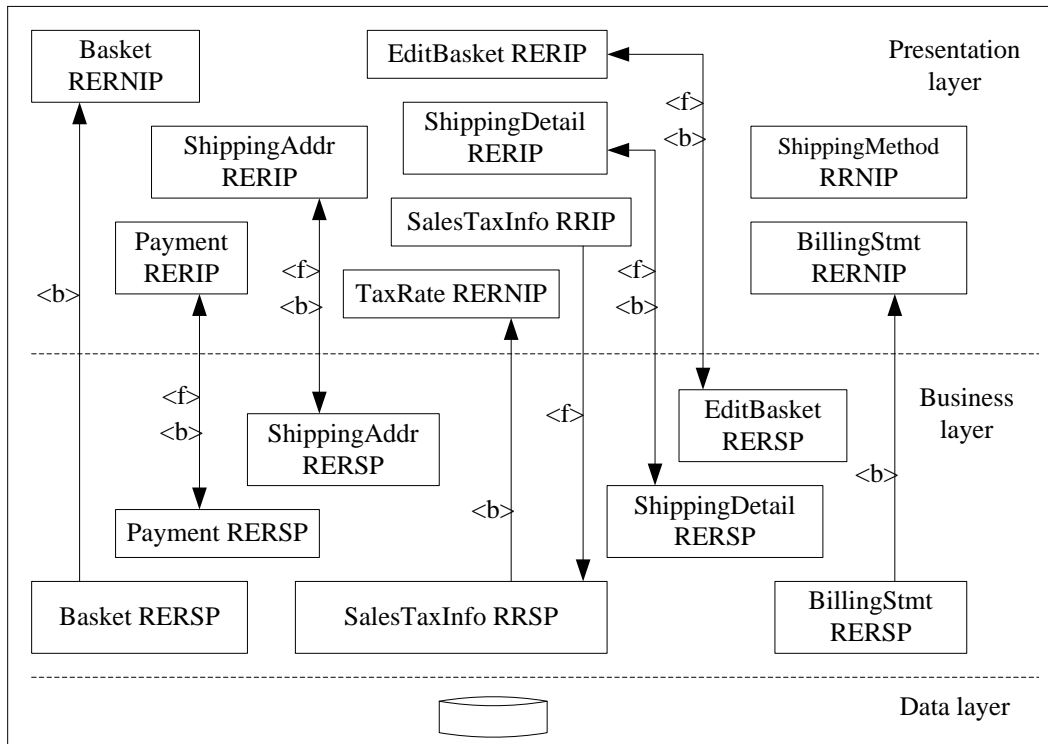 Basket
RERNIP
EditBasket RERIP
Presentation
layer
<f>
<b>
ShippingDetail
RERIP
ShippingAddr
RERIP
ShippingMethod
RRNIP
SalesTaxInfo RRIP
Payment
RERIP
BillingStmt
RERNIP
<f>
<b>
<f>
<b>
<b>
TaxRate RERNIP
<f>
<b>
<f>
EditBasket
RERSP
Business
layer
ShippingAddr
RERSP
<b>
<b>
ShippingDetail
RERSP
Payment RERSP
Basket RERSP
SalesTaxInfo RRSP
BillingStmt
RERSP
Data layer